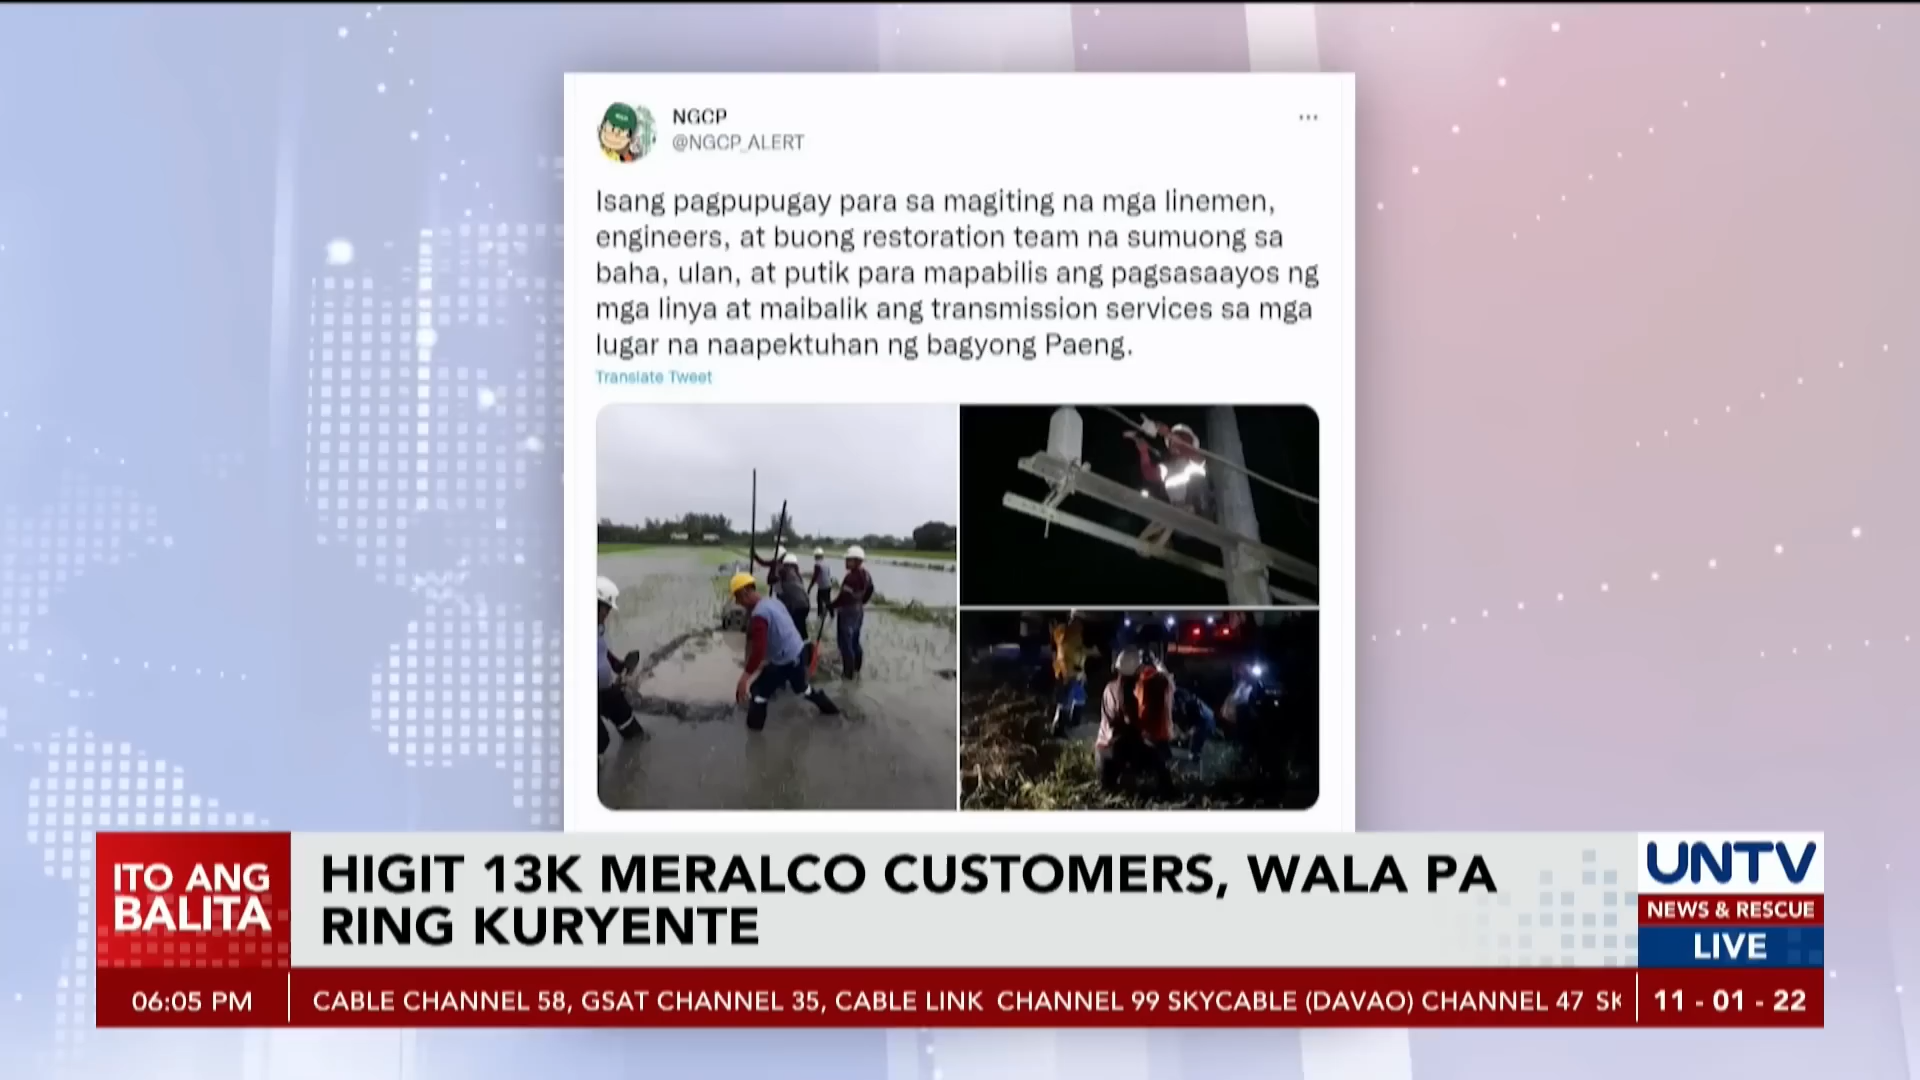 NGCP
@NGCP_ALERT
Isang pagpupugay para sa magiting na mga linemen,
engineers, at buong restoration team na sumuong sa
baha, ulan, at putik para mapabilis ang pagsasaayos ng
mga linya at maibalik ang transmission services sa mga
lugar na naapektuhan ng bagyong Paeng.
Translate Tweet
ITO ANG
BALITA
HIGIT 13K MERALCO CUSTOMERS, WALA PA
RING KURYENTE
UNTV
NEWS & RESCUE
LIVE
06:05 PM
CABLE CHANNEL 58, GSAT CHANNEL 35, CABLE LINK CHANNEL 99 SKYCABLE (DAVAO) CHANNEL 47 SK
11 - 01 - 22